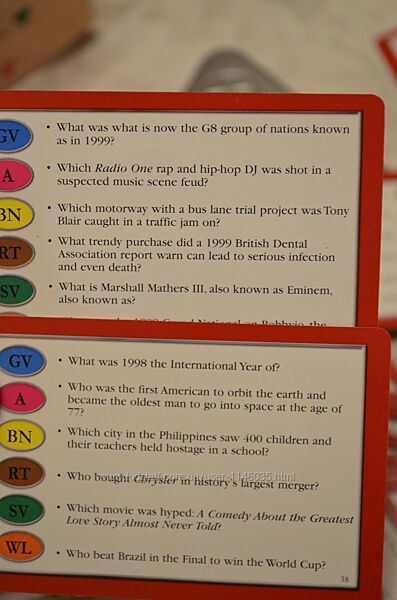 GV • What was what is now the G8 group of nations known
as in 1999?
A • Which Radio One rap and hip-hop DJ was shot in a
suspected music scene feud?
BN • Which motorway with a bus lane trial project was Tony
Blair caught in a traffic jam on?
RT • What trendy purchase did a 1999 British Dental
Association report warn can lead to serious infection
and even death?
SV • What is Marshall Mathers III, also known as Eminem,
also known as?
GV • What was 1998 the International Year of?
A • Who was the first American to orbit the earth and
became the oldest man to go into space at the age of
77?
BN • Which city in the Philippines saw 400 children and
their teachers held hostage in a school?
RT • Who bought Chrysler in history's largest merger?
SV • Which movie was hyped: A Comedy About the Greatest
Love Story Almost Never Told?
WL • Who beat Brazil in the Final to win the World Cup?
38